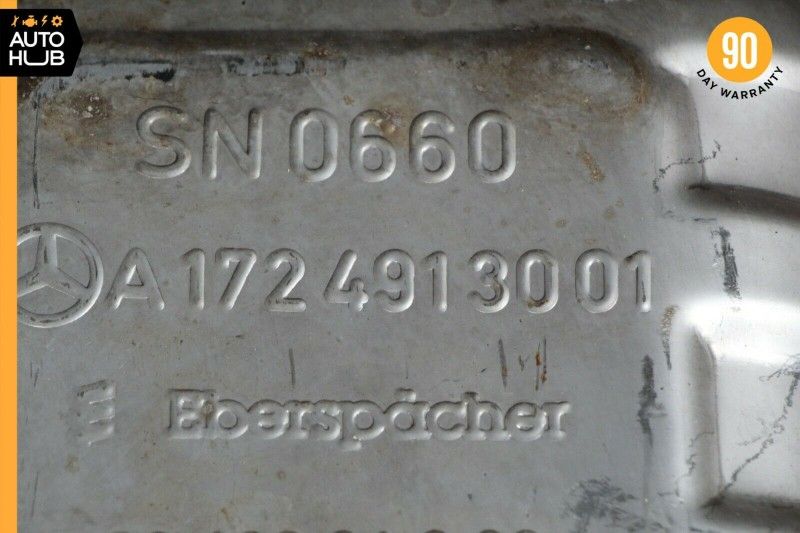 AUTO
HUB
90
DAY WARRANTY
SN 0660
A 172 491 30 01
Eberspächer